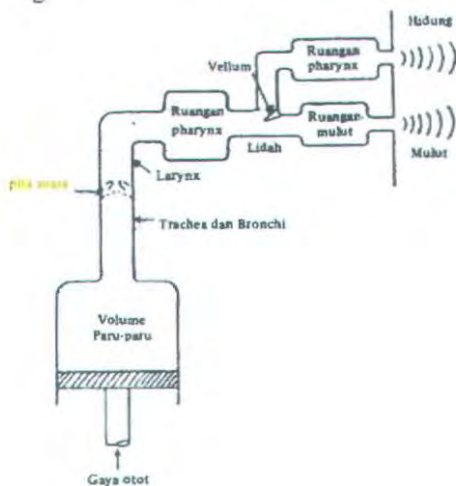 Hidung
Vellum
Ruangan
pharynx
Ruangan
pharynx
Ruangan-
mulut
Lidah
Mulut
Larynx
pita suara
Trachea dan Bronchi
Volume
Paru-paru
Gaya otot